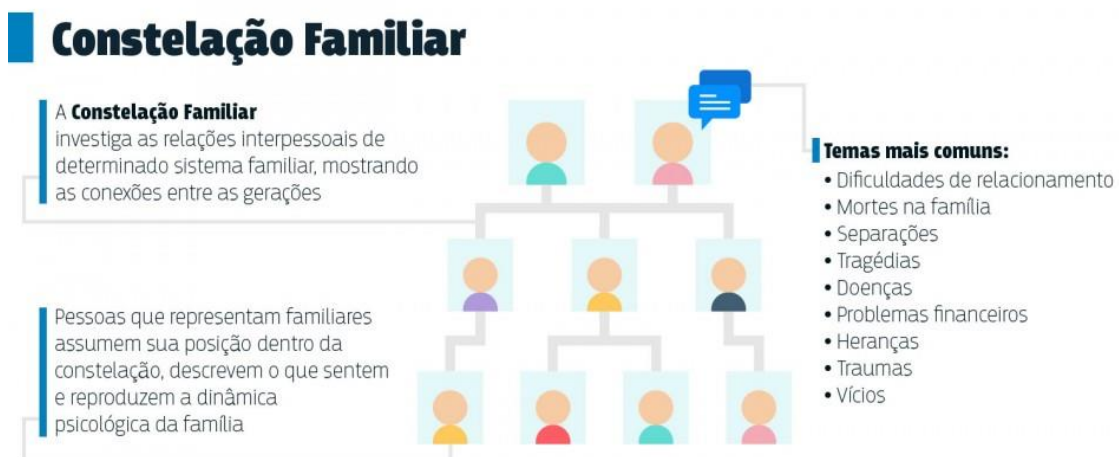 Constelação Familiar
A Constelação Familiar
investiga as relações interpessoais de
determinado sistema familiar, mostrando
as conexões entre as gerações
Pessoas que representam familiares
assumem sua posição dentro da
constelação, descrevem o que sentem
e reproduzem a dinâmica
psicológica da família
Temas mais comuns:
• Dificuldades de relacionamento
• Mortes na família
• Separações
• Tragédias
• Doenças
• Problemas financeiros
• Heranças
• Traumas
• Vícios